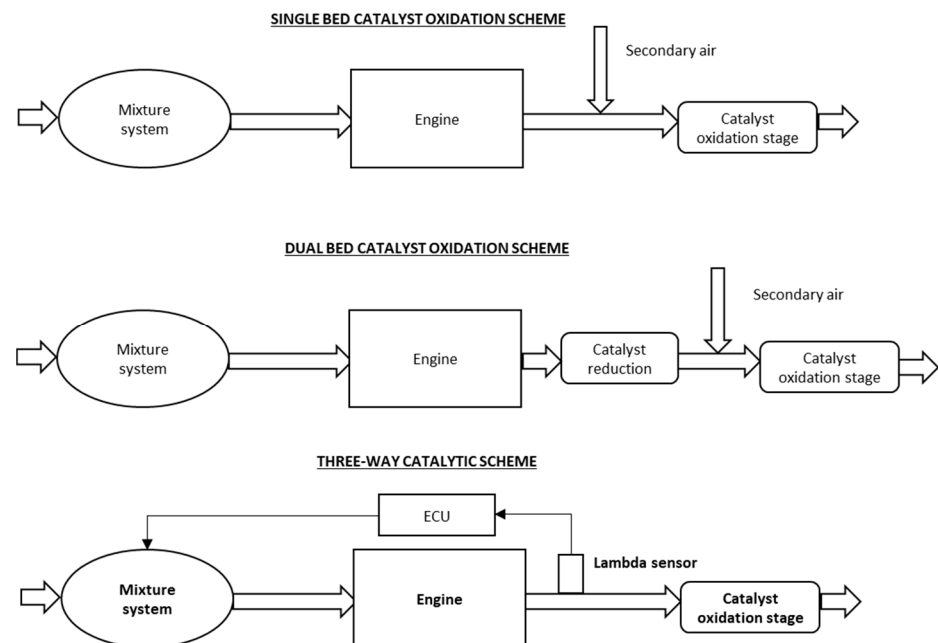 SINGLE BED CATALYST OXIDATION SCHEME
Secondary air
Mixture
system
Engine
Catalyst
oxidation stage
DUAL BED CATALYST OXIDATION SCHEME
Secondary air
Mixture
system
Engine
Catalyst
reduction
Catalyst
oxidation stage
THREE-WAY CATALYTIC SCHEME
ECU
Lambda sensor
Mixture
system
Engine
Catalyst
oxidation stage